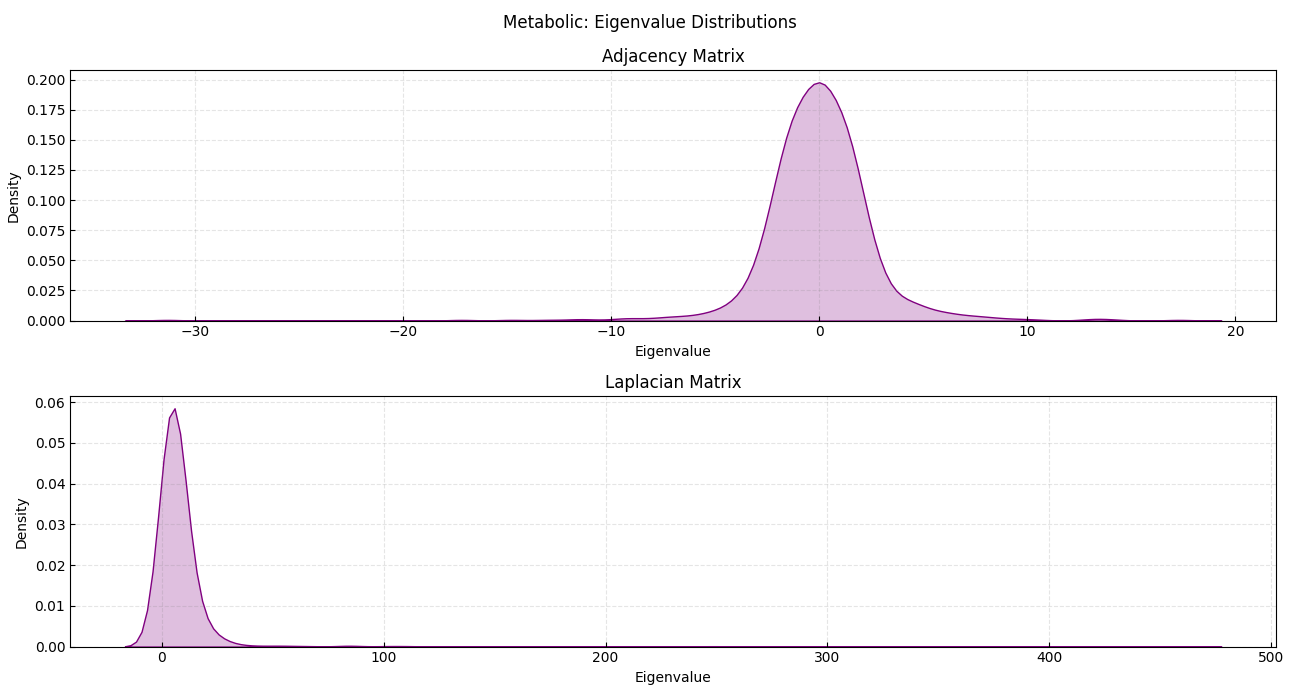 Metabolic: Eigenvalue Distributions
Adjacency Matrix
0.200
0.175
0.150
0.125
0.100
0.075
0.050
0.025
0.000
Density
−30 −20 −10 0 10 20
Eigenvalue
Laplacian Matrix
0.06
0.05
0.04
0.03
0.02
0.01
0.00
Density
0 100 200 300 400 500
Eigenvalue